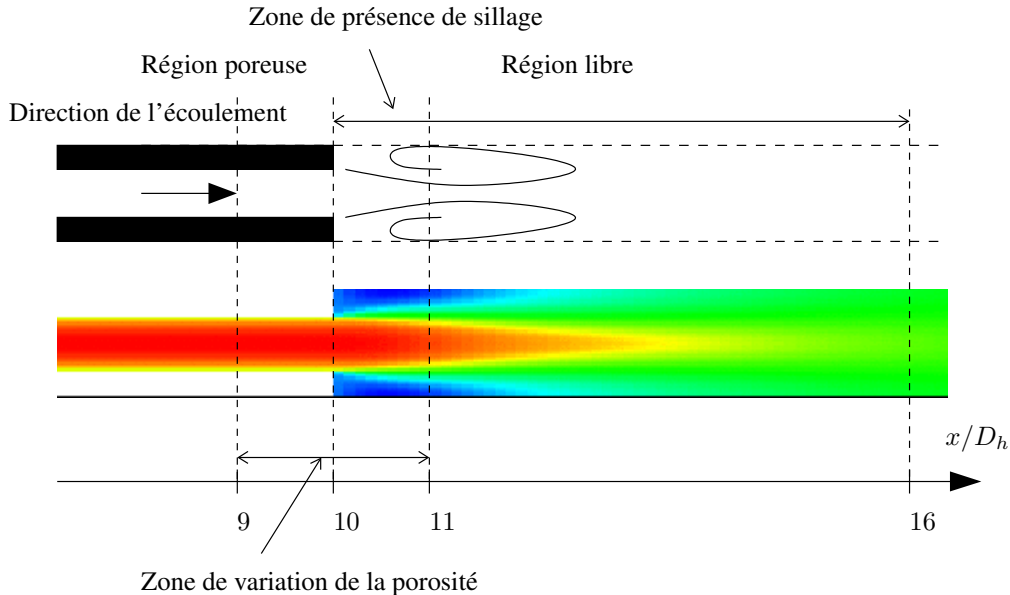 Zone de présence de sillage
Région poreuse
Région libre
Direction de l'écoulement
x/D_h
9
10
11
16
Zone de variation de la porosité